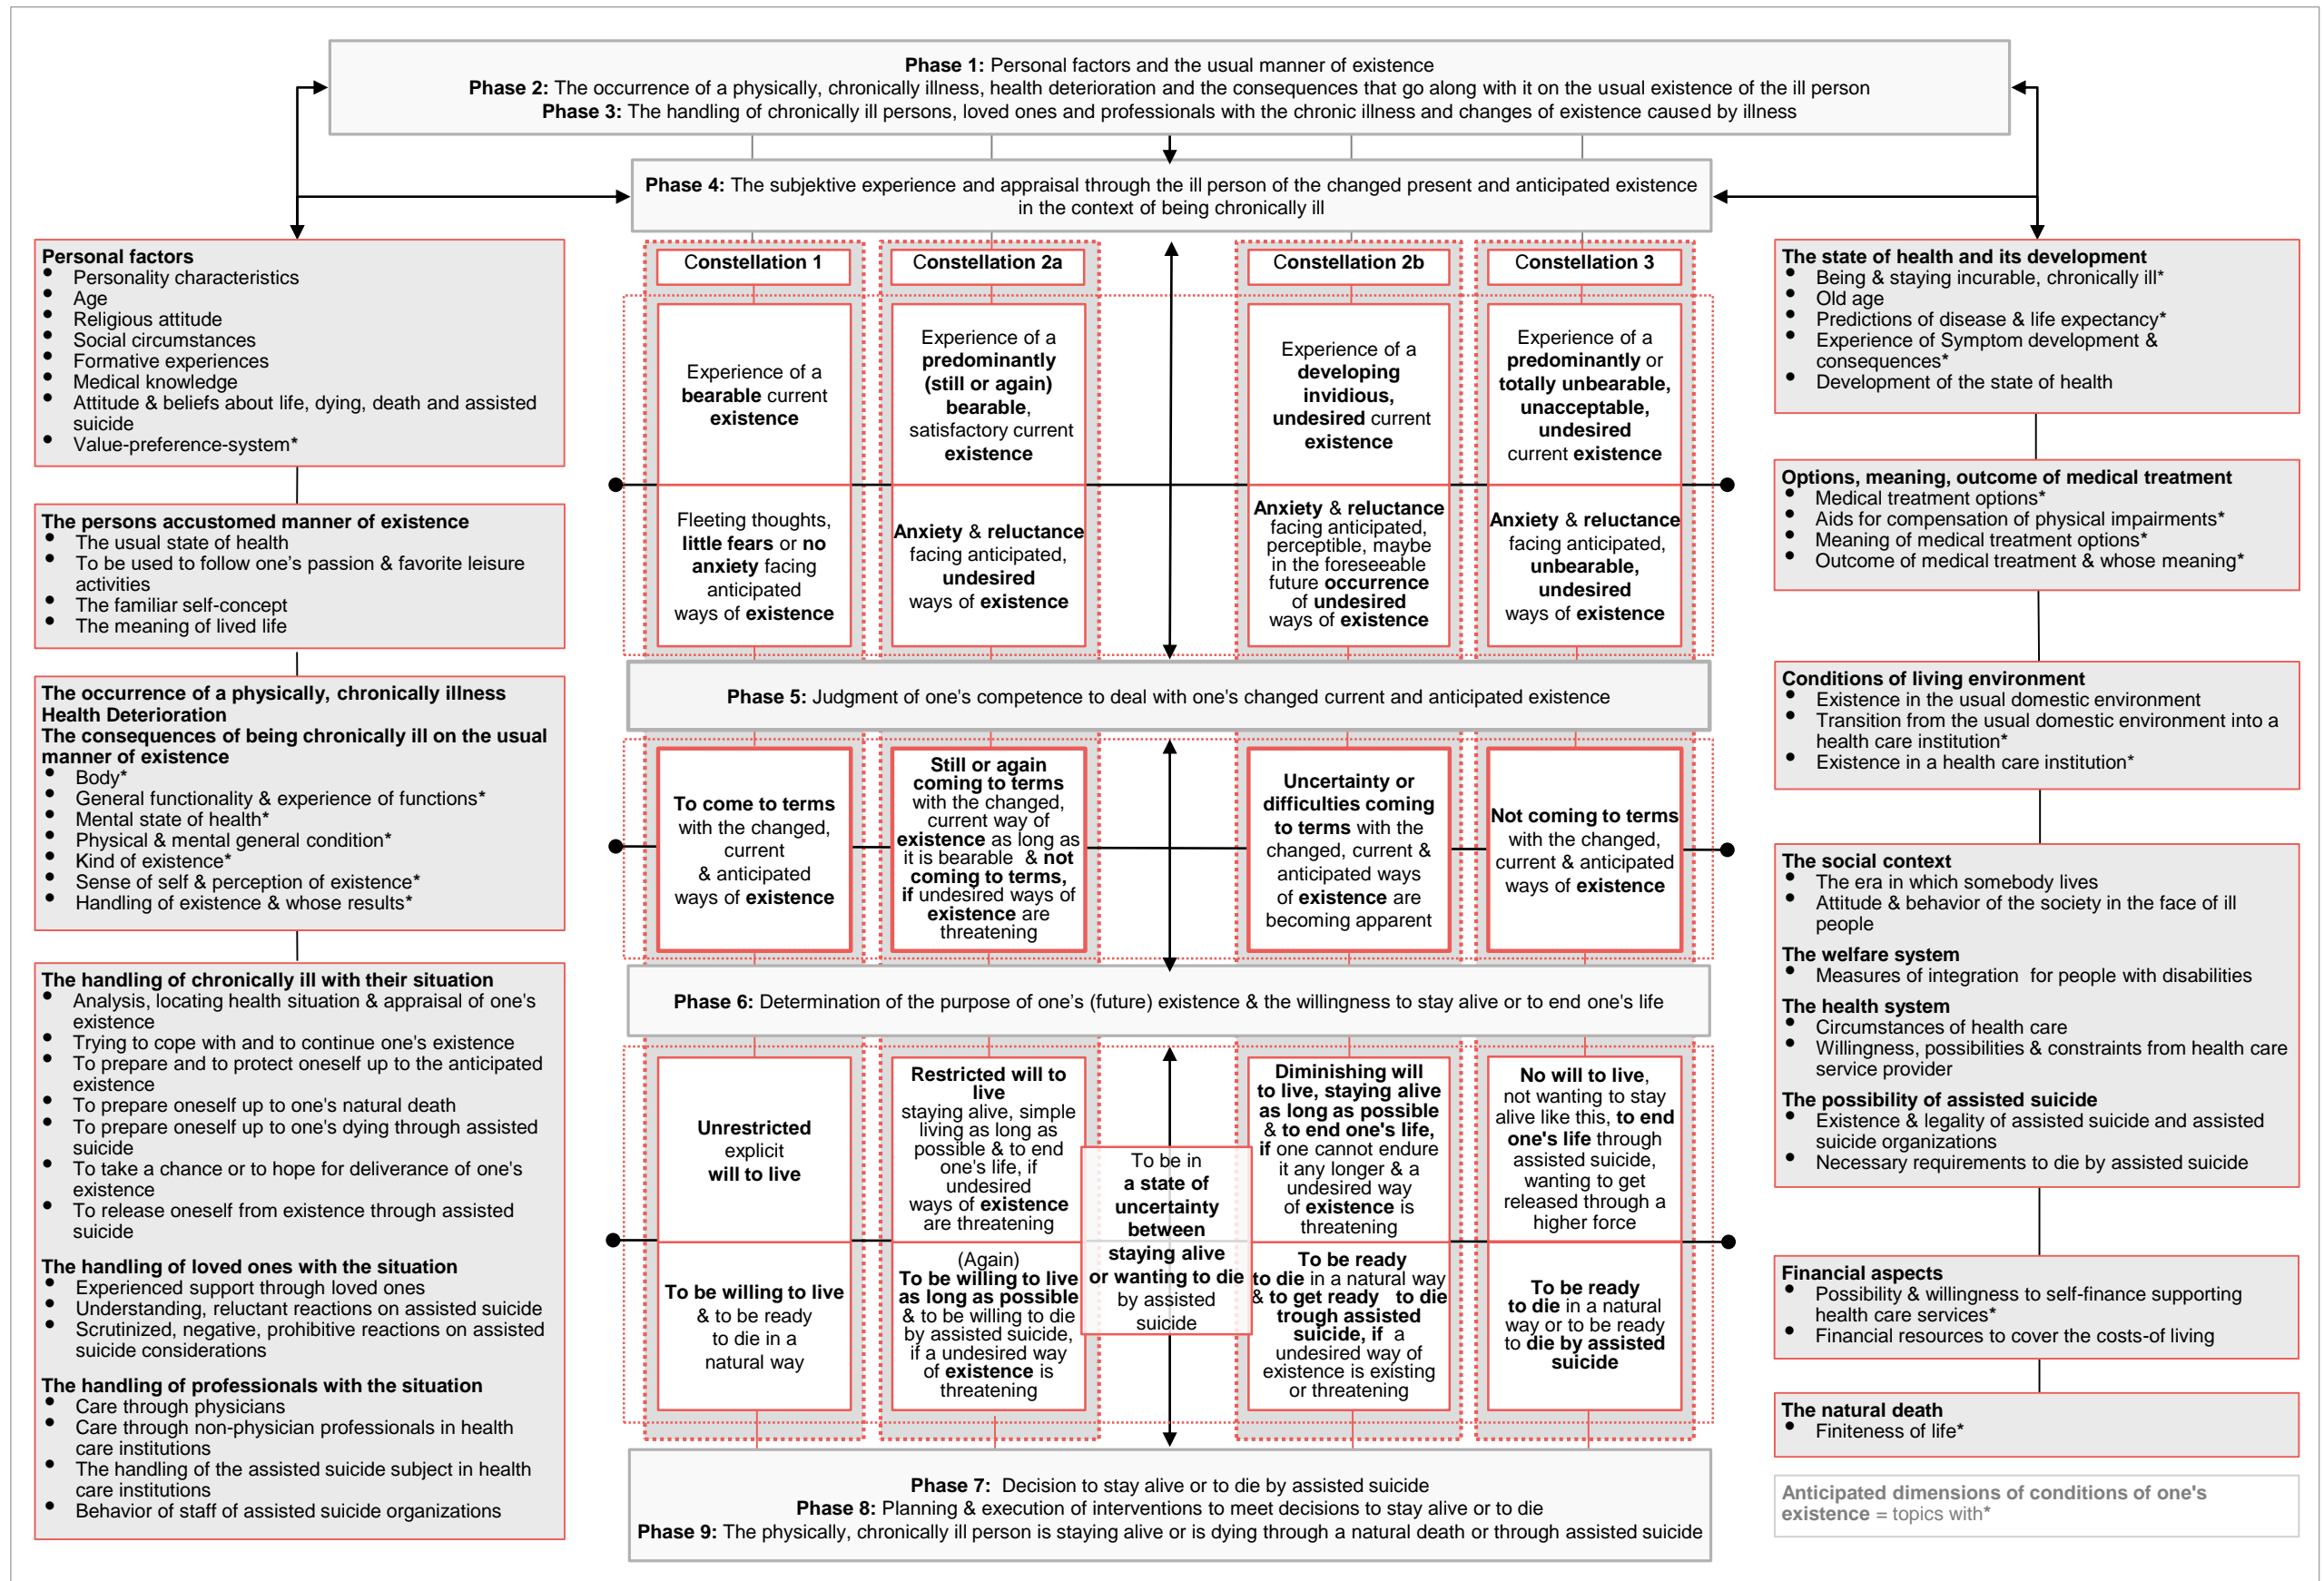 Phase 1: Personal factors and the usual manner of existence
Phase 2: The occurrence of a physically, chronically illness, health deterioration and the consequences that go along with it on the usual existence of the ill person
Phase 3: The handling of chronically ill persons, loved ones and professionals with the chronic illness and changes of existence caused by illness
Phase 4: The subjektive experience and appraisal through the ill person of the changed present and anticipated existence
in the context of being chronically ill
Personal factors
• Personality characteristics
• Age
• Religious attitude
• Social circumstances
• Formative experiences
• Medical knowledge
• Attitude & beliefs about life, dying, death and assisted
suicide
• Value-preference-system*
The persons accustomed manner of existence
• The usual state of health
• To be used to follow one's passion & favorite leisure
activities
• The familiar self-concept
• The meaning of lived life
The occurrence of a physically, chronically illness
Health Deterioration
The consequences of being chronically ill on the usual
manner of existence
• Body*
• General functionality & experience of functions*
• Mental state of health*
• Physical & mental general condition*
• Kind of existence*
• Sense of self & perception of existence*
• Handling of existence & whose results*
The handling of chronically ill with their situation
• Analysis, locating health situation & appraisal of one's
existence
• Trying to cope with and to continue one's existence
• To prepare and to protect oneself up to the anticipated
existence
• To prepare oneself up to one's natural death
• To prepare oneself up to one's dying through assisted
suicide
• To take a chance or to hope for deliverance of one's
existence
• To release oneself from existence through assisted
suicide
The handling of loved ones with the situation
• Experienced support through loved ones
• Understanding, reluctant reactions on assisted suicide
• Scrutinized, negative, prohibitive reactions on assisted
suicide considerations
The handling of professionals with the situation
• Care through physicians
• Care through non-physician professionals in health
care institutions
• The handling of the assisted suicide subject in health
care institutions
• Behavior of staff of assisted suicide organizations
Constellation 1
Constellation 2a
Constellation 2b
Constellation 3
Experience of a
bearable current
existence
Experience of a
predominantly
(still or again)
bearable,
satisfactory current
existence
Experience of a
developing
invidious,
undesired current
existence
Experience of a
predominantly or
totally unbearable,
unacceptable,
undesired
current existence
Fleeting thoughts,
little fears or no
anxiety facing
anticipated
ways of existence
Anxiety & reluctance
facing anticipated,
undesired
ways of existence
Anxiety & reluctance
facing anticipated,
perceptible, maybe
in the foreseeable
future occurrence
of undesired
ways of existence
Anxiety & reluctance
facing anticipated,
unbearable,
undesired
ways of existence
Phase 5: Judgment of one's competence to deal with one's changed current and anticipated existence
To come to terms
with the changed,
current
& anticipated
ways of existence
Still or again
coming to terms
with the changed,
current way of
existence as long as
it is bearable & not
coming to terms,
if undesired ways of
existence are
threatening
Uncertainty or
difficulties coming
to terms with the
changed, current &
anticipated ways
of existence are
becoming apparent
Not coming to terms
with the changed,
current & anticipated
ways of existence
Phase 6: Determination of the purpose of one's (future) existence & the willingness to stay alive or to end one's life
Unrestricted
explicit
will to live
Restricted will to
live
staying alive, simple
living as long as
possible & to end
one's life, if
undesired
ways of existence
are threatening
Diminishing will
to live, staying alive
as long as possible
& to end one's life,
if one cannot endure
it any longer & a
undesired way
of existence is
threatening
No will to live,
not wanting to stay
alive like this, to end
one's life through
assisted suicide,
wanting to get
released through a
higher force
To be in
a state of
uncertainty
between
staying alive
or wanting to die
by assisted
suicide
To be willing to live
& to be ready
to die in a
natural way
(Again)
To be willing to live
as long as possible
& to be willing to die
by assisted suicide,
if a undesired way
of existence is
threatening
To be ready
to die in a natural way
& to get ready to die
trough assisted
suicide, if a
undesired way of
existence is existing
or threatening
To be ready
to die in a natural
way or to be ready
to die by assisted
suicide
Phase 7: Decision to stay alive or to die by assisted suicide
Phase 8: Planning & execution of interventions to meet decisions to stay alive or to die
Phase 9: The physically, chronically ill person is staying alive or is dying through a natural death or through assisted suicide
The state of health and its development
• Being & staying incurable, chronically ill*
• Old age
• Predictions of disease & life expectancy*
• Experience of Symptom development &
consequences*
• Development of the state of health
Options, meaning, outcome of medical treatment
• Medical treatment options*
• Aids for compensation of physical impairments*
• Meaning of medical treatment options*
• Outcome of medical treatment & whose meaning*
Conditions of living environment
• Existence in the usual domestic environment
• Transition from the usual domestic environment into a
health care institution*
• Existence in a health care institution*
The social context
• The era in which somebody lives
• Attitude & behavior of the society in the face of ill
people
The welfare system
• Measures of integration for people with disabilities
The health system
• Circumstances of health care
• Willingness, possibilities & constraints from health care
service provider
The possibility of assisted suicide
• Existence & legality of assisted suicide and assisted
suicide organizations
• Necessary requirements to die by assisted suicide
Financial aspects
• Possibility & willingness to self-finance supporting
health care services*
• Financial resources to cover the costs-of living
The natural death
• Finiteness of life*
Anticipated dimensions of conditions of one's
existence = topics with*